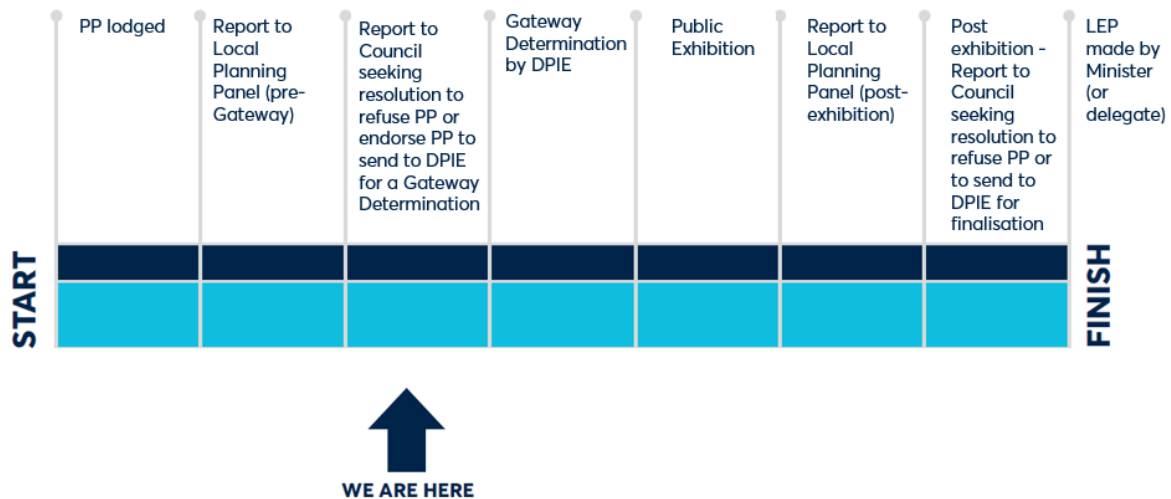 PP lodged
Report to
Local
Planning
Panel (pre-
Gateway)
Report to
Council
seeking
resolution to
refuse PP or
endorse PP to
send to DPIE
for a Gateway
Determination
Gateway
Determination
by DPIE
Public
Exhibition
Report to
Local
Planning
Panel (post-
exhibition)
Post
exhibition -
Report to
Council
seeking
resolution to
refuse PP or
to send to
DPIE for
finalisation
LEP
made by
Minister
(or
delegate)
START
FINISH
WE ARE HERE